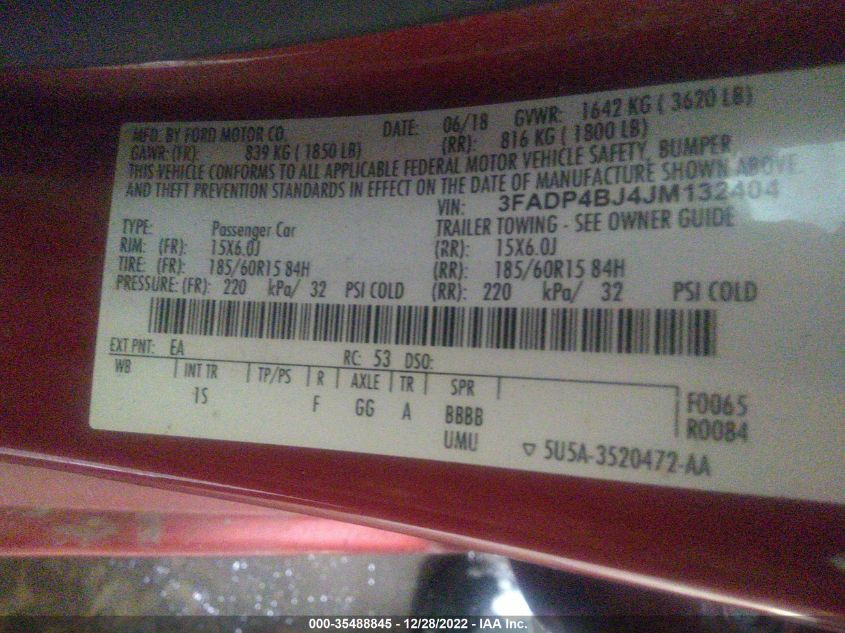 MFD. BY FORD MOTOR CO. DATE: 06/18 GVWR: 1642 KG ( 3620 LB)
GAWR: (FR): 839 KG ( 1850 LB) (RR): 816 KG ( 1800 LB)
THIS VEHICLE CONFORMS TO ALL APPLICABLE FEDERAL MOTOR VEHICLE SAFETY, BUMPER,
AND THEFT PREVENTION STANDARDS IN EFFECT ON THE DATE OF MANUFACTURE SHOWN ABOVE.
VIN: 3FADP4BJ4JM132404
TYPE: Passenger Car TRAILER TOWING - SEE OWNER GUIDE
RIM: (FR): 15X6.0J (RR): 15X6.0J
TIRE: (FR): 185/60R15 84H (RR): 185/60R15 84H
PRESSURE: (FR): 220 kPa/ 32 PSI COLD (RR): 220 kPa/ 32 PSI COLD
EXT PNT: EA RC: 53 DSO:
WB INT TR TP/PS R AXLE TR SPR
1S F GG A BBBB
UMU
F0065
R0084
▽ 5U5A-3520472-AA
000-35488845 - 12/28/2022 - IAA Inc.